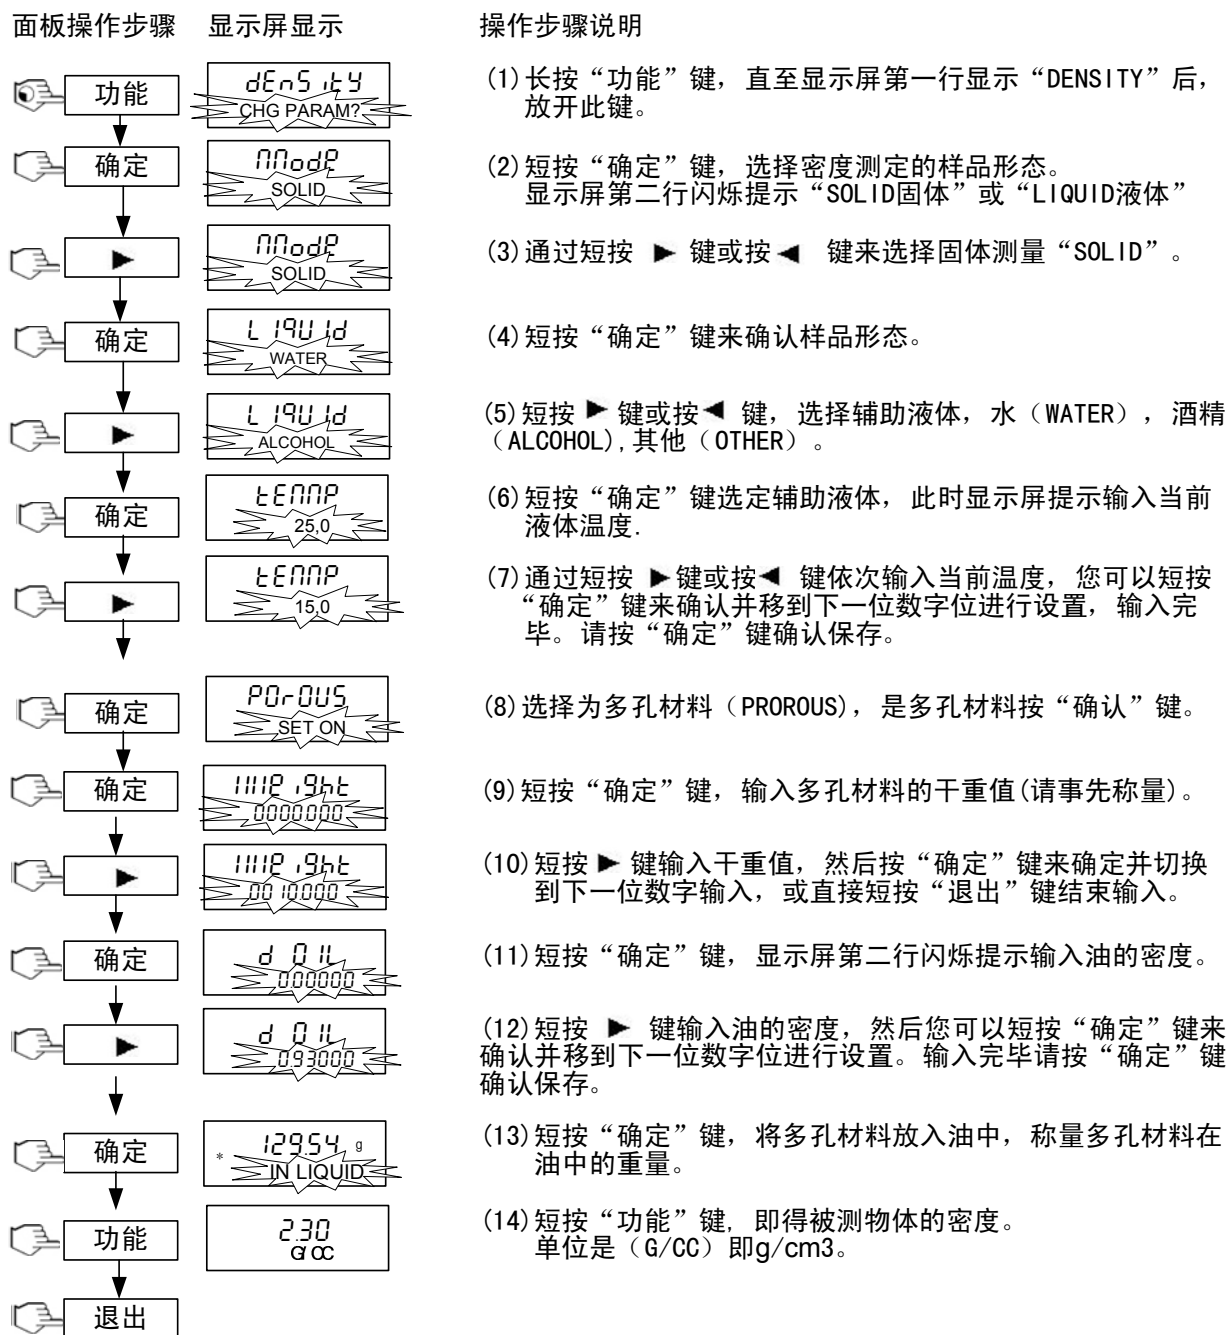 面板操作步骤 显示屏显示 操作步骤说明
功能
dEnSitY
CHG PARAM?
(1)长按“功能”键，直至显示屏第一行显示“DENSITY”后，
放开此键。
确定
MModE
SOLID
(2)短按“确定”键，选择密度测定的样品形态。
显示屏第二行闪烁提示“SOLID固体”或“LIQUID液体”
▶
MModE
SOLID
(3)通过短按 ▶ 键或按◀ 键来选择固体测量“SOLID”。
确定
LIQUId
WATER
(4)短按“确定”键来确认样品形态。
▶
LIQUId
ALCOHOL
(5)短按 ▶ 键或按◀ 键，选择辅助液体，水（WATER），酒精
（ALCOHOL),其他（OTHER）。
确定
tEMMP
25,0
(6)短按“确定”键选定辅助液体，此时显示屏提示输入当前
液体温度.
▶
tEMMP
15,0
(7)通过短按 ▶键或按◀ 键依次输入当前温度，您可以短按
“确定”键来确认并移到下一位数字位进行设置，输入完
毕。请按“确定”键确认保存。
确定
POrOUS
SET ON
(8)选择为多孔材料（PROROUS)，是多孔材料按“确认”键。
确定
WEight
0000.000
(9)短按“确定”键，输入多孔材料的干重值(请事先称量)。
▶
WEight
0010.000
(10)短按 ▶ 键输入干重值，然后按“确定”键来确定并切换
到下一位数字输入，或直接短按“退出”键结束输入。
确定
d OIL
0.00000
(11)短按“确定”键，显示屏第二行闪烁提示输入油的密度。
▶
d OIL
0.93000
(12)短按 ▶ 键输入油的密度，然后您可以短按“确定”键来
确认并移到下一位数字位进行设置。输入完毕请按“确定”键
确认保存。
确定
129.54 g
* IN LIQUID
(13)短按“确定”键，将多孔材料放入油中，称量多孔材料在
油中的重量。
功能
2.30
G/CC
(14)短按“功能”键, 即得被测物体的密度。
单位是（G/CC）即g/cm3。
退出